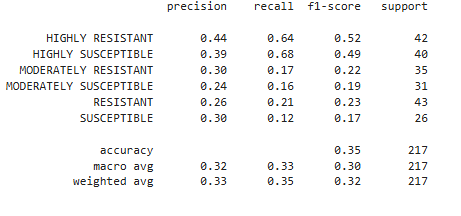 precision recall f1-score support
HIGHLY RESISTANT 0.44 0.64 0.52 42
HIGHLY SUSCEPTIBLE 0.39 0.68 0.49 40
MODERATELY RESISTANT 0.30 0.17 0.22 35
MODERATELY SUSCEPTIBLE 0.24 0.16 0.19 31
RESISTANT 0.26 0.21 0.23 43
SUSCEPTIBLE 0.30 0.12 0.17 26
accuracy 0.35 217
macro avg 0.32 0.33 0.30 217
weighted avg 0.33 0.35 0.32 217